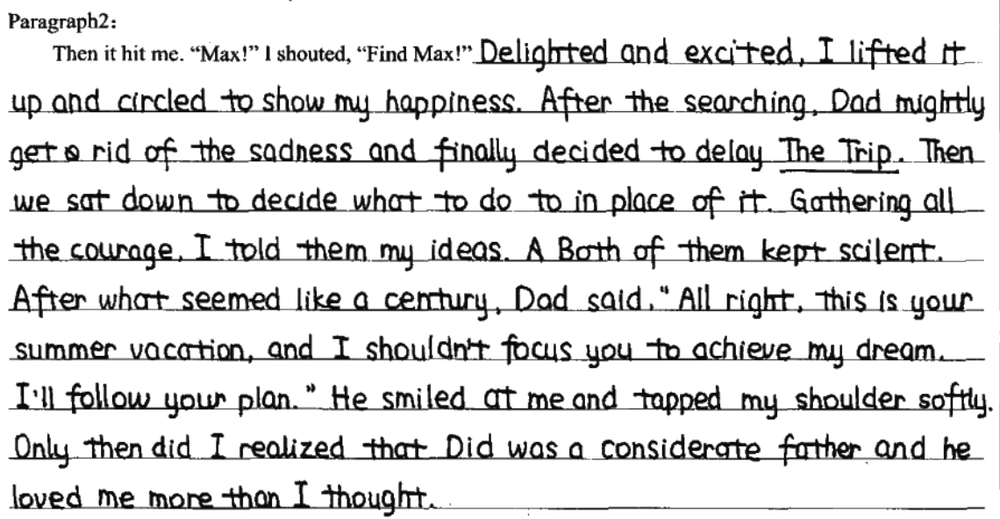 Paragraph2:
Then it hit me. “Max!” I shouted, “Find Max!” Delighted and excited, I lifted it
up and circled to show my happiness. After the searching, Dad mightly
get a rid of the sadness and finally decided to delay The Trip. Then
we sat down to decide what to do to in place of it. Gathering all
the courage, I told them my ideas. A Both of them kept scilent.
After what seemed like a century, Dad said, "All right, this is your
summer vacation, and I shouldn't focus you to achieve my dream.
I'll follow your plan." He smiled at me and tapped my shoulder softly.
Only then did I realized that Did was a considerate father and he
loved me more than I thought.